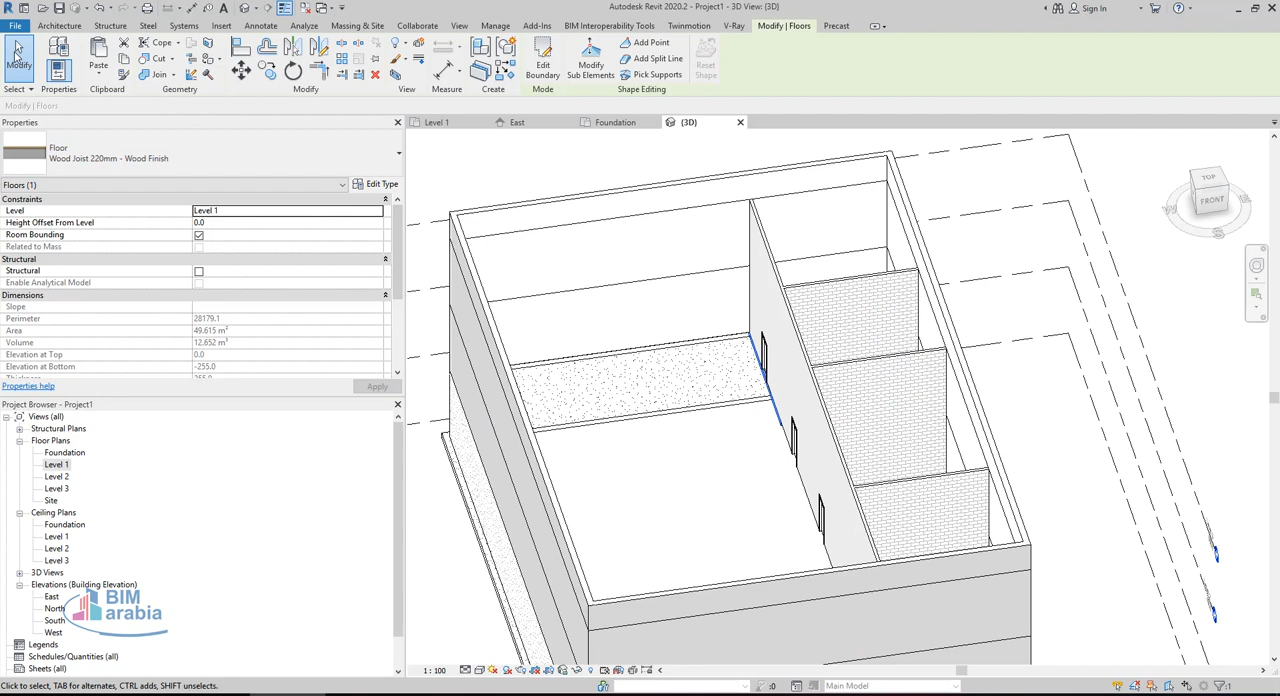 Autodesk Revit 2020.2 - Project1 - 3D View: {3D}
Sign In
File Architecture Structure Steel Systems Insert Annotate Analyze Massing & Site Collaborate View Manage Add-Ins BIM Interoperability Tools Twinmotion V-Ray Modify | Floors Precast
Modify
Paste
Cope
Cut
Join
Edit
Boundary
Modify
Sub Elements
Add Point
Add Split Line
Pick Supports
Reset
Shape
Select Properties Clipboard Geometry Modify View Measure Create Mode Shape Editing
Modify | Floors
Properties
Level 1 East Foundation {3D}
Floor
Wood Joist 220mm - Wood Finish
Floors (1) Edit Type
Constraints
Level Level 1
Height Offset From Level 0.0
Room Bounding
Related to Mass
Structural
Structural
Enable Analytical Model
Dimensions
Slope
Perimeter 28179.1
Area 49.615 m²
Volume 12.652 m³
Elevation at Top 0.0
Elevation at Bottom -255.0
Properties help Apply
Project Browser - Project1
Views (all)
Structural Plans
Floor Plans
Foundation
Level 1
Level 2
Level 3
Site
Ceiling Plans
Foundation
Level 1
Level 2
Level 3
3D Views
Elevations (Building Elevation)
East
North
South
West
Legends
Schedules/Quantities (all)
Sheets (all)
BIM
arabia
TOP
FRONT
W
S
E
1 : 100
Click to select, TAB for alternates, CTRL adds, SHIFT unselects.
:0
Main Model
:1